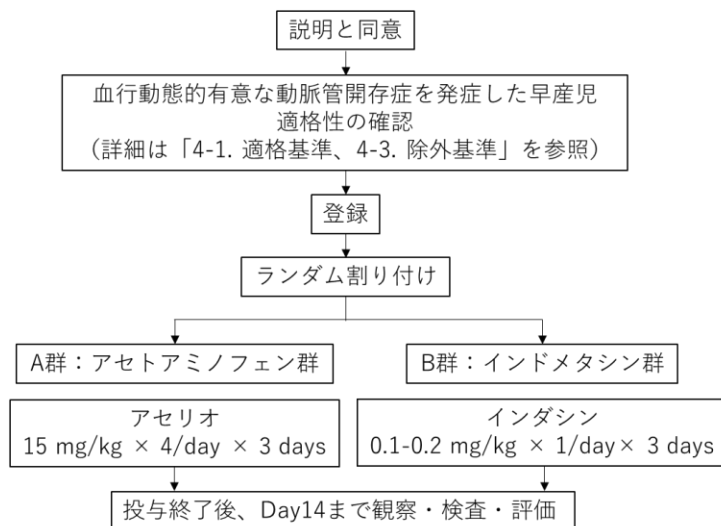 説明と同意
血行動態的有意な動脈管開存症を発症した早産児
適格性の確認
（詳細は「4-1. 適格基準、4-3. 除外基準」を参照）
登録
ランダム割り付け
A群：アセトアミノフェン群
B群：インドメタシン群
アセリオ
15 mg/kg × 4/day × 3 days
インダシン
0.1-0.2 mg/kg × 1/day× 3 days
投与終了後、Day14まで観察・検査・評価